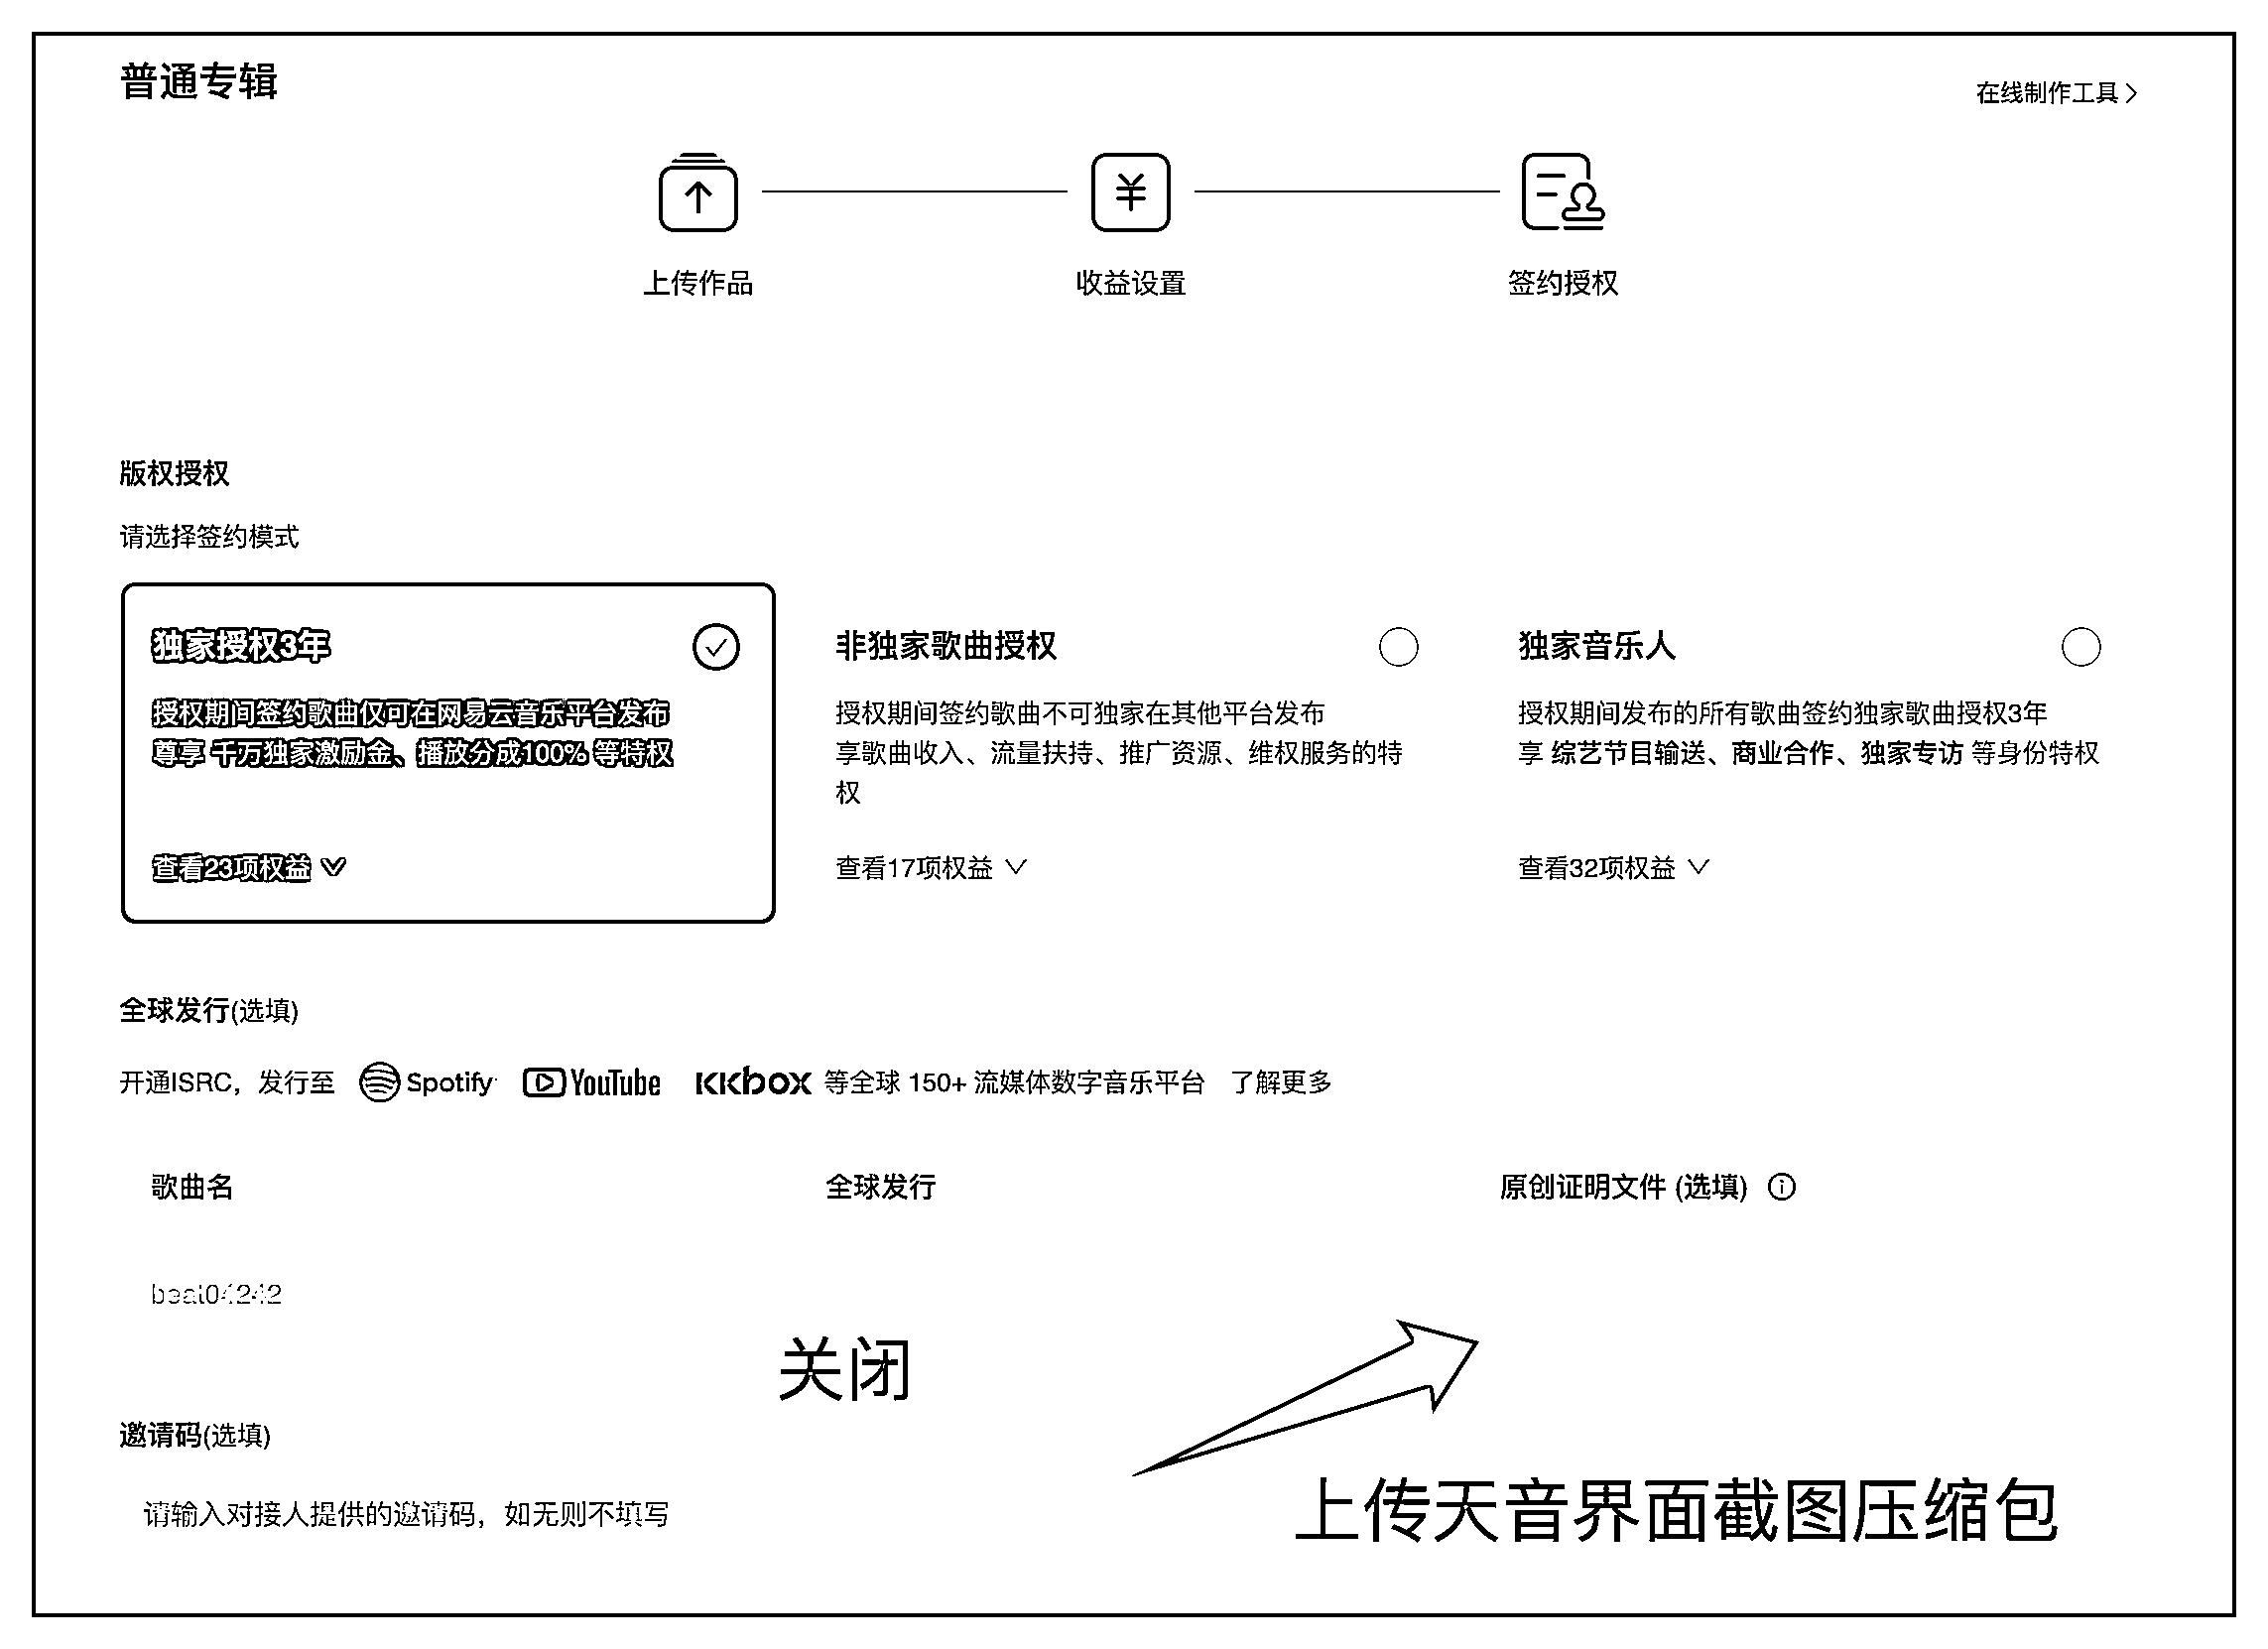 普通专辑
在线制作工具
上传作品
收益设置
签约授权
版权授权
请选择签约模式
独家授权3年
授权期间签约歌曲仅可在网易云音乐平台发布
尊享 千万独家激励金、播放分成100% 等特权
查看23项权益
非独家歌曲授权
授权期间签约歌曲不可独家在其他平台发布
享歌曲收入、流量扶持、推广资源、维权服务的特
权
查看17项权益
独家音乐人
授权期间发布的所有歌曲签约独家歌曲授权3年
享 综艺节目输送、商业合作、独家专访 等身份特权
查看32项权益
全球发行(选填)
开通ISRC，发行至 Spotify YouTube KKBOX 等全球 150+ 流媒体数字音乐平台 了解更多
歌曲名
全球发行
原创证明文件 (选填)
beat04242
关闭
邀请码(选填)
请输入对接人提供的邀请码，如无则不填写
上传天音界面截图压缩包